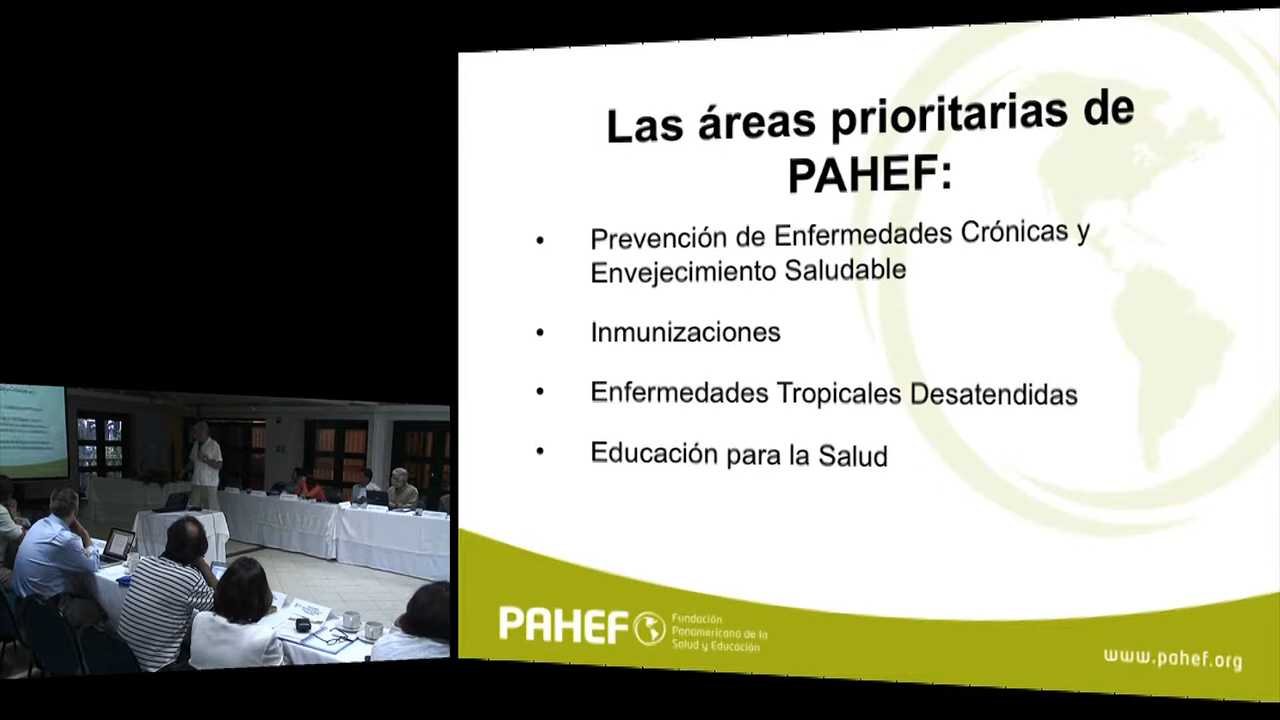 Las áreas prioritarias de
PAHEF:
• Prevención de Enfermedades Crónicas y
Envejecimiento Saludable
• Inmunizaciones
• Enfermedades Tropicales Desatendidas
• Educación para la Salud
PAHEF
Fundación
Panamericana de la
Salud y Educación
www.pahef.org